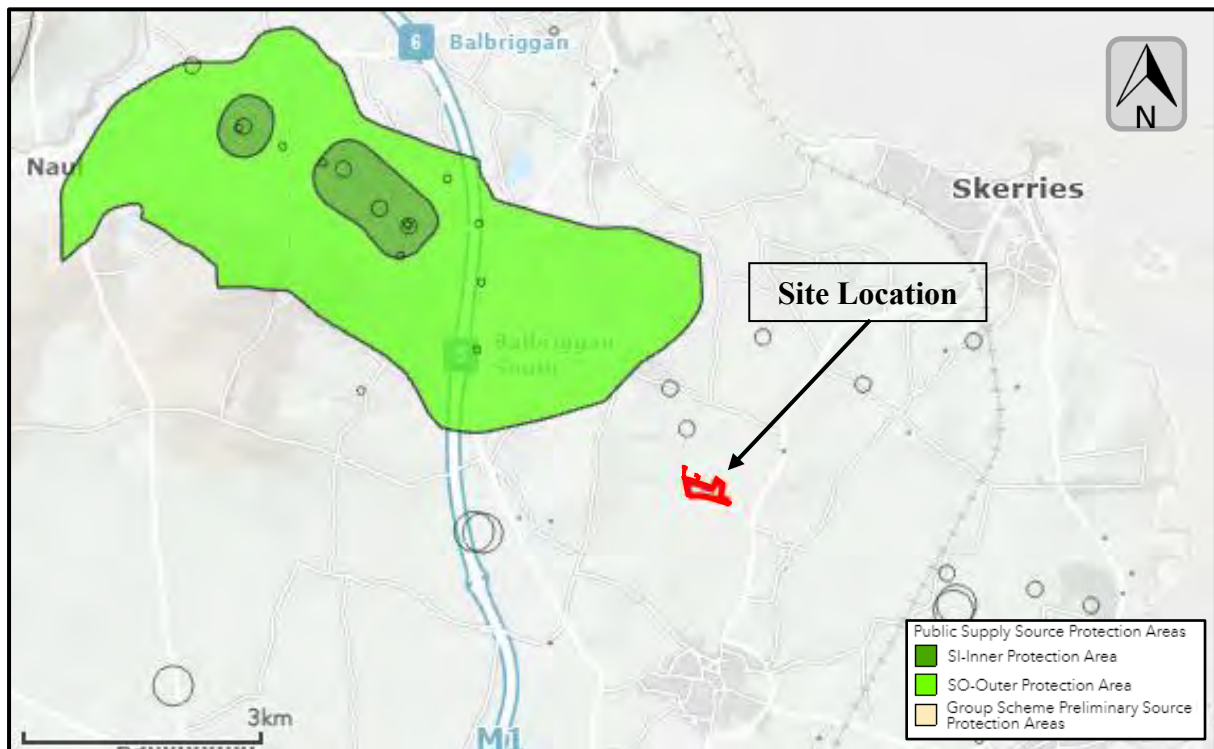 6
Balbriggan
N
Naul
Skerries
Site Location
Balbriggan
South
Public Supply Source Protection Areas
SI-Inner Protection Area
SO-Outer Protection Area
Group Scheme Preliminary Source
Protection Areas
3km
M1